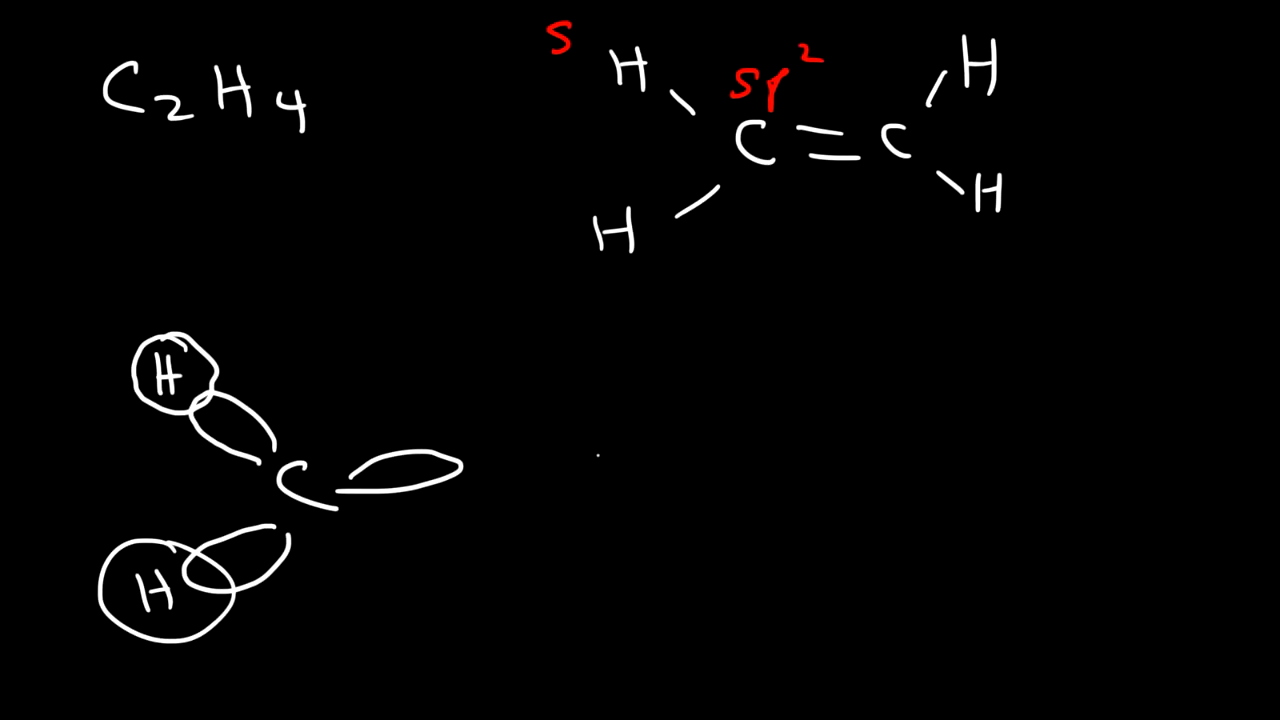 C₂H₄
S H sp² H
C = C
H H
H
C
H